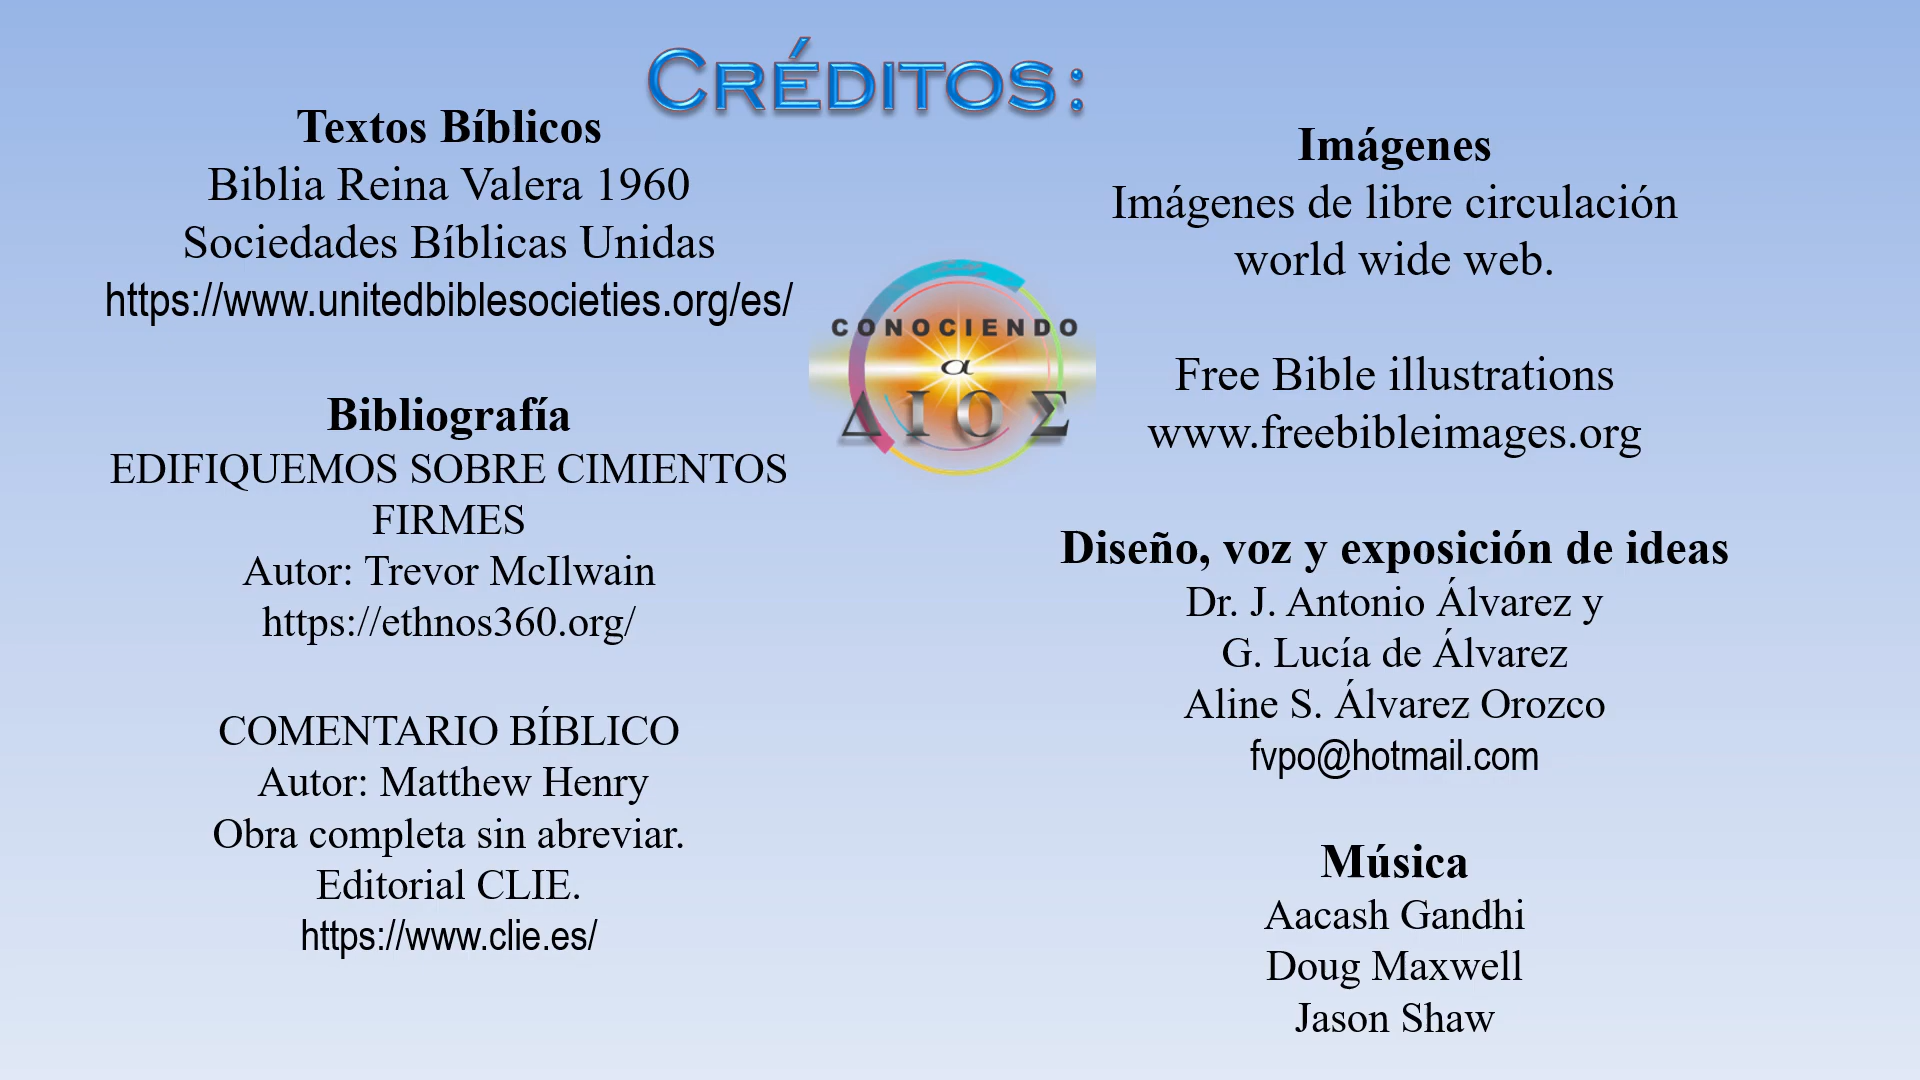 CRÉDITOS:
Textos Bíblicos
Biblia Reina Valera 1960
Sociedades Bíblicas Unidas
https://www.unitedbiblesocieties.org/es/
Bibliografía
EDIFIQUEMOS SOBRE CIMIENTOS
FIRMES
Autor: Trevor McIlwain
https://ethnos360.org/
COMENTARIO BÍBLICO
Autor: Matthew Henry
Obra completa sin abreviar.
Editorial CLIE.
https://www.clie.es/
CONOCIENDO
α
ΔΙΟΣ
Imágenes
Imágenes de libre circulación
world wide web.
Free Bible illustrations
www.freebibleimages.org
Diseño, voz y exposición de ideas
Dr. J. Antonio Álvarez y
G. Lucía de Álvarez
Aline S. Álvarez Orozco
fvpo@hotmail.com
Música
Aacash Gandhi
Doug Maxwell
Jason Shaw